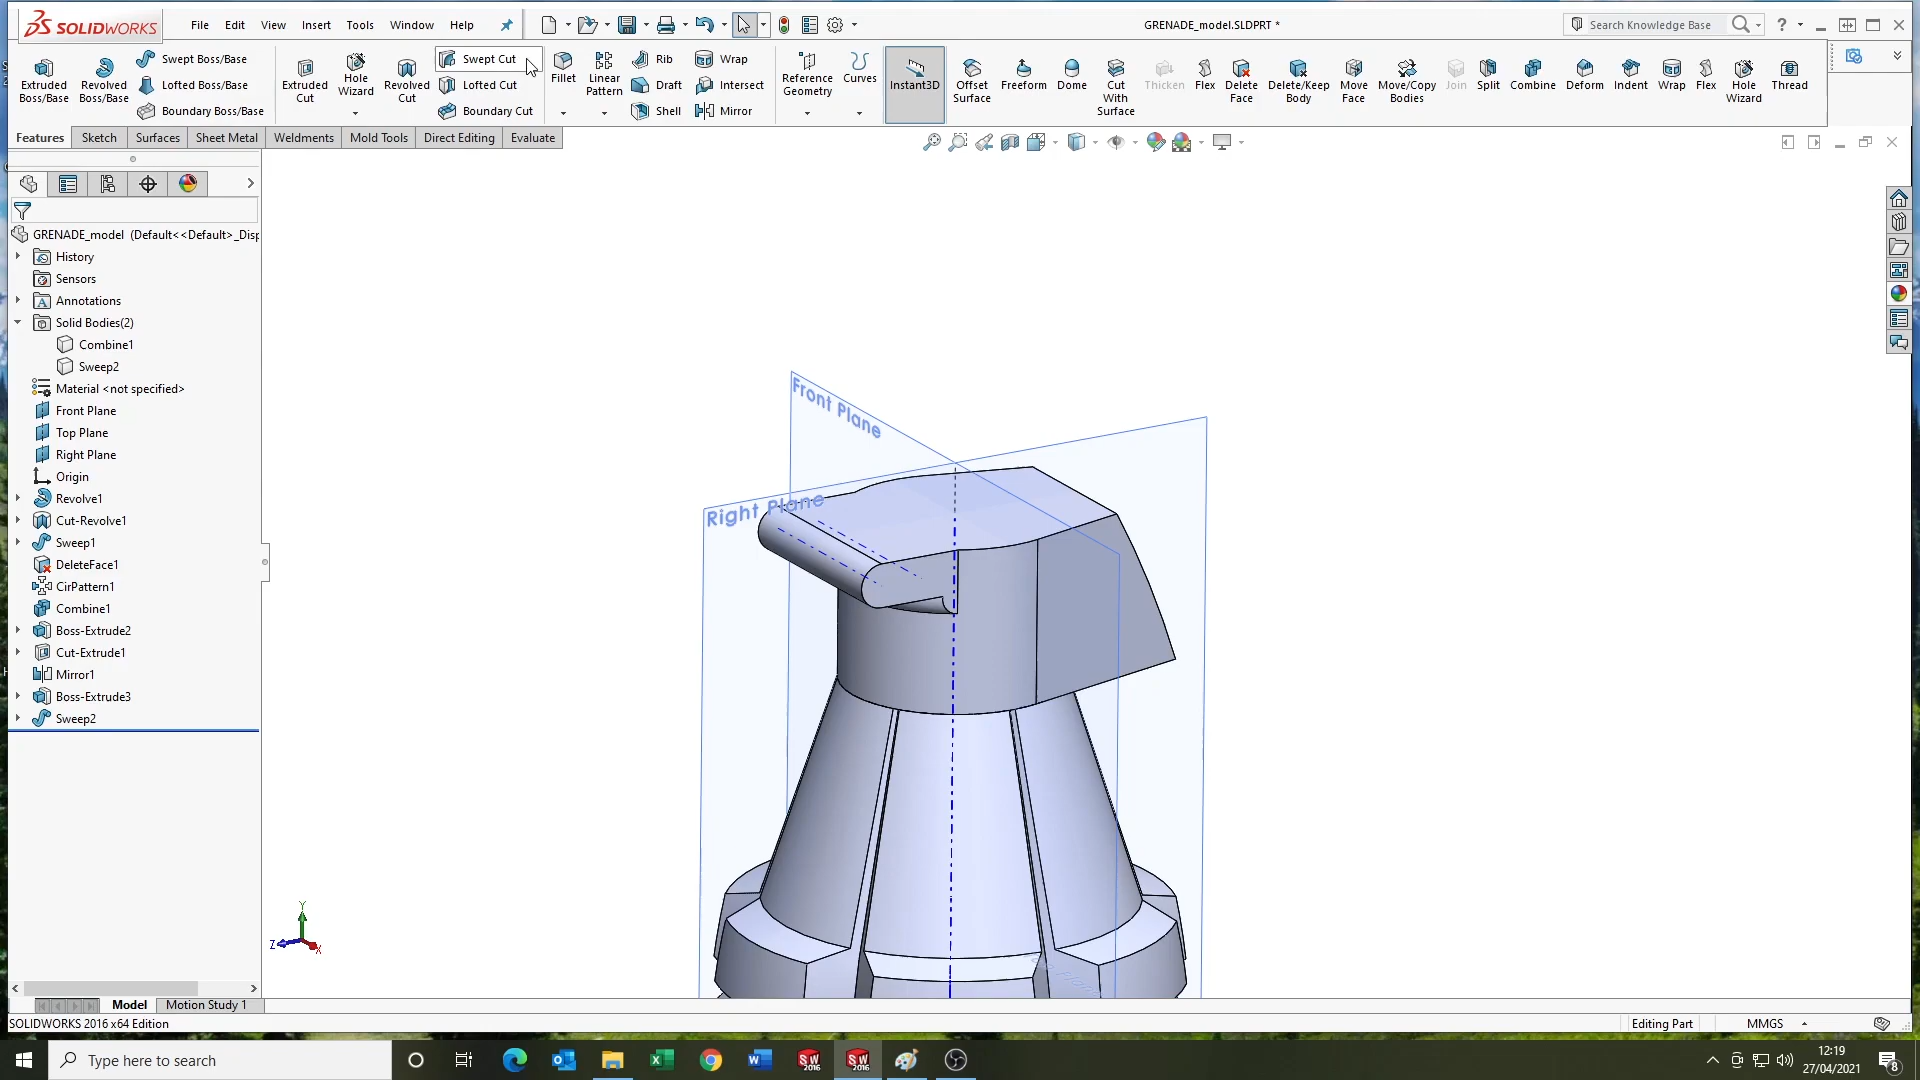 SOLIDWORKS File Edit View Insert Tools Window Help GRENADE_model.SLDPRT * Search Knowledge Base ?
Extruded Boss/Base Revolved Boss/Base Swept Boss/Base Lofted Boss/Base Boundary Boss/Base
Extruded Cut Hole Wizard Revolved Cut Swept Cut Lofted Cut Boundary Cut
Fillet Linear Pattern Rib Draft Shell Wrap Intersect Mirror
Reference Geometry Curves Instant3D Offset Surface Freeform Dome Cut With Surface Thicken Flex Delete Face Delete/Keep Body Move Face Move/Copy Bodies Join Split Combine Deform Indent Wrap Flex Hole Wizard Thread
Features Sketch Surfaces Sheet Metal Weldments Mold Tools Direct Editing Evaluate
GRENADE_model (Default<<Default>_Disp
History
Sensors
Annotations
Solid Bodies(2)
Combine1
Sweep2
Material <not specified>
Front Plane
Top Plane
Right Plane
Origin
Revolve1
Cut-Revolve1
Sweep1
DeleteFace1
CirPattern1
Combine1
Boss-Extrude2
Cut-Extrude1
Mirror1
Boss-Extrude3
Sweep2
Front Plane
Right Plane
Y
Z
X
Model Motion Study 1
SOLIDWORKS 2016 x64 Edition Editing Part MMGS
Type here to search
12:19
27/04/2021
8